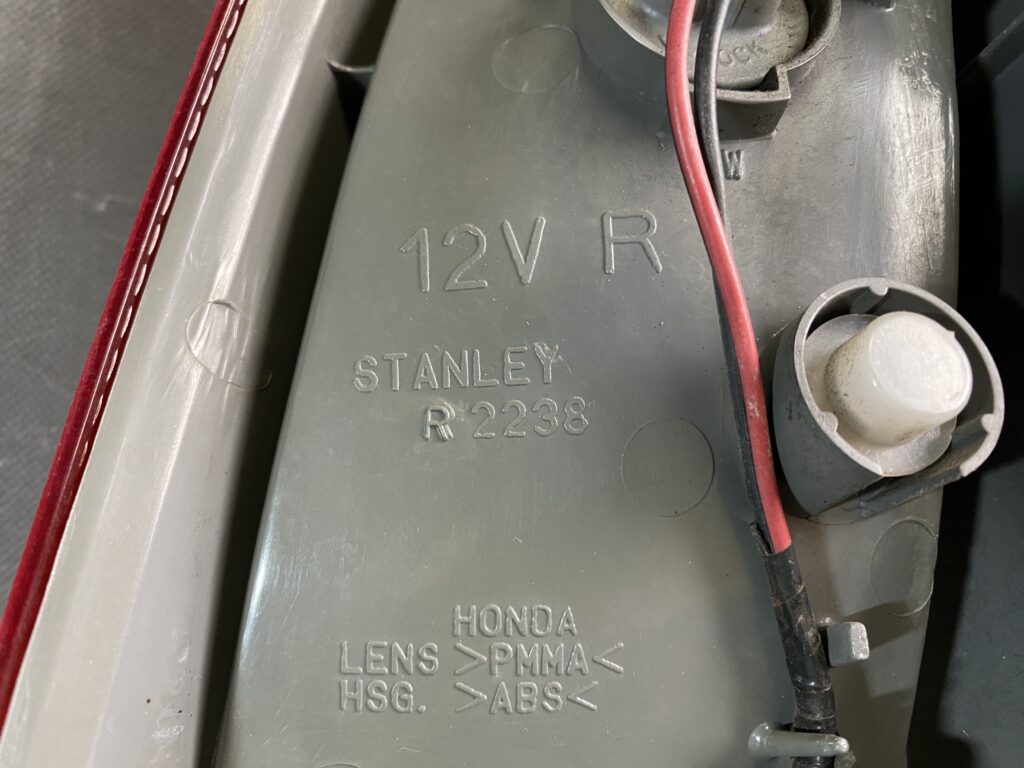 W
12V R
STANLEY
R 2238
HONDA
LENS >PMMA<
HSG. >ABS<